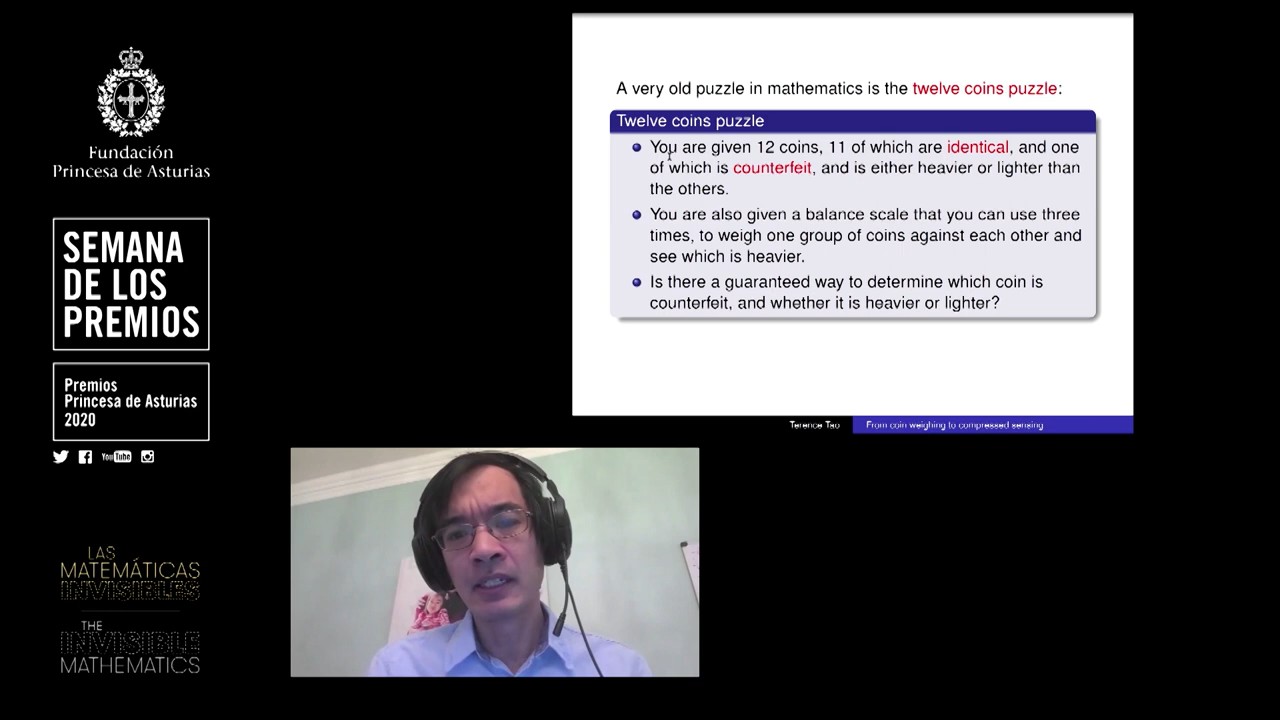 Fundación
Princesa de Asturias
SEMANA
DE LOS
PREMIOS
Premios
Princesa de Asturias
2020
YouTube
LAS
MATEMÁTICAS
INVISIBLES
THE
INVISIBLE
MATHEMATICS
A very old puzzle in mathematics is the twelve coins puzzle:
Twelve coins puzzle
You are given 12 coins, 11 of which are identical, and one
of which is counterfeit, and is either heavier or lighter than
the others.
You are also given a balance scale that you can use three
times, to weigh one group of coins against each other and
see which is heavier.
Is there a guaranteed way to determine which coin is
counterfeit, and whether it is heavier or lighter?
Terence Tao
From coin weighing to compressed sensing